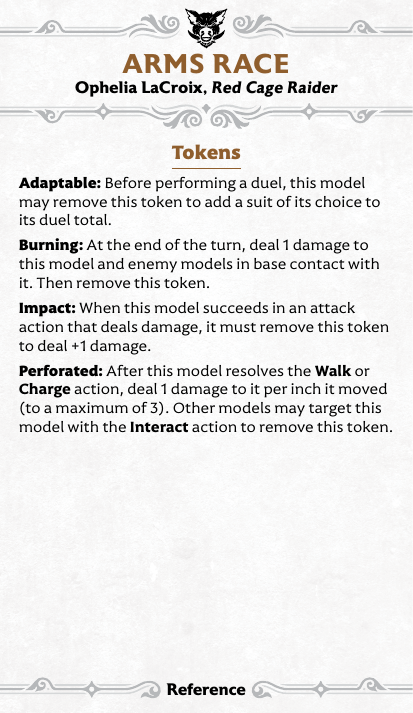 ARMS RACE
Ophelia LaCroix, Red Cage Raider
Tokens
Adaptable: Before performing a duel, this model
may remove this token to add a suit of its choice to
its duel total.
Burning: At the end of the turn, deal 1 damage to
this model and enemy models in base contact with
it. Then remove this token.
Impact: When this model succeeds in an attack
action that deals damage, it must remove this token
to deal +1 damage.
Perforated: After this model resolves the Walk or
Charge action, deal 1 damage to it per inch it moved
(to a maximum of 3). Other models may target this
model with the Interact action to remove this token.
Reference